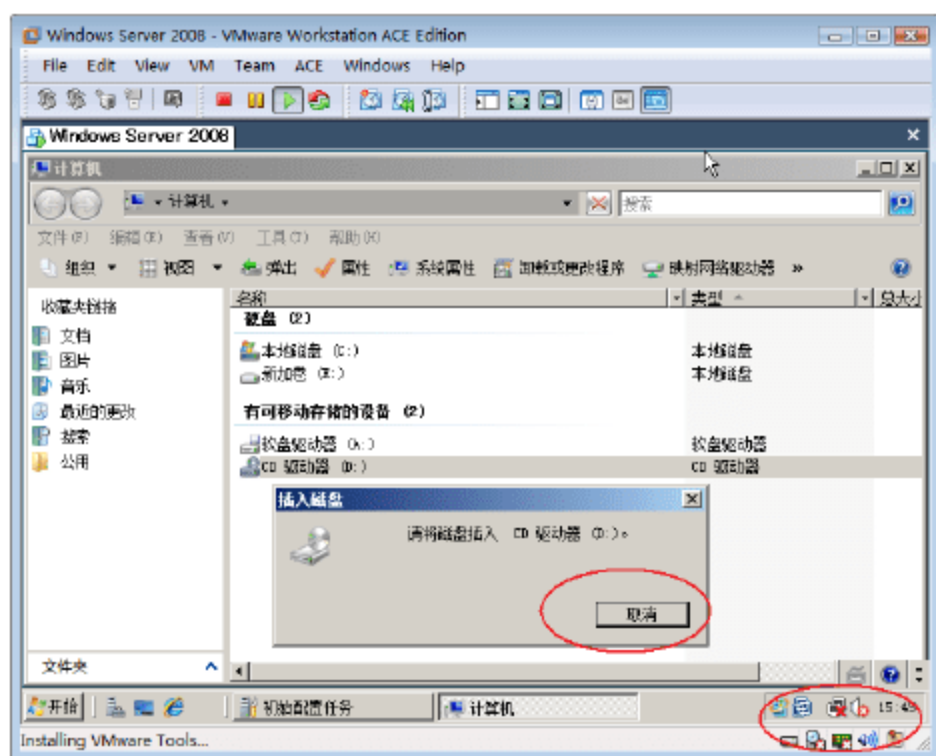 Windows Server 2008 - VMware Workstation ACE Edition
File Edit View VM Team ACE Windows Help
Windows Server 2008
计算机
计算机
搜索
文件(F) 编辑(E) 查看(V) 工具(T) 帮助(H)
组织 视图 弹出 属性 系统属性 卸载或更改程序 映射网络驱动器 »
收藏夹链接
名称 类型 总大小
硬盘 (2)
文档
本地磁盘 (C:) 本地磁盘
图片
新加卷 (E:) 本地磁盘
音乐
最近的更改
有可移动存储的设备 (2)
搜索
软盘驱动器 (A:) 软盘驱动器
公用
CD 驱动器 (D:) CD 驱动器
插入磁盘
请将磁盘插入 CD 驱动器 (D:)。
取消
文件夹
开始 初始配置任务 计算机
Installing VMware Tools...